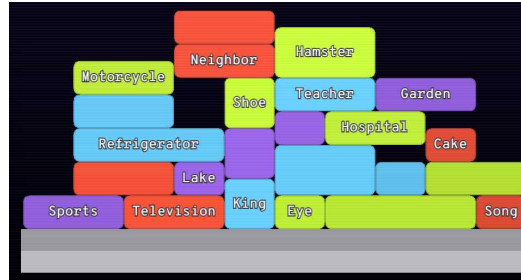 Neighbor
Hamster
Motorcycle
Shoe
Teacher
Garden
Hospital
Refrigerator
Cake
Lake
Sports
Television
King
Eye
Song